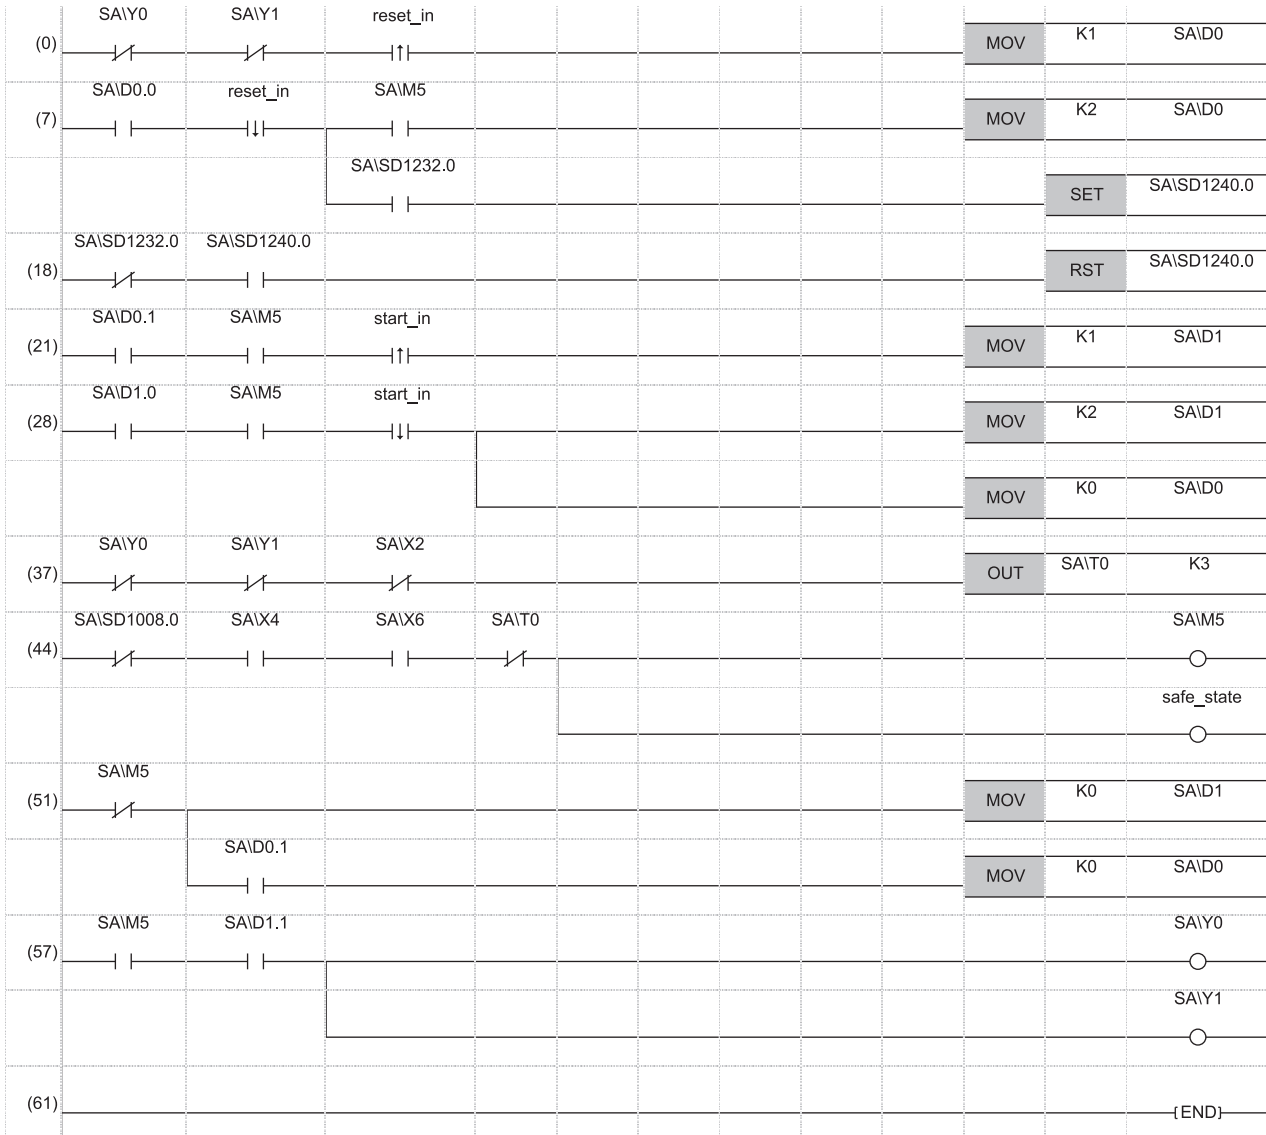 SA\Y0 SA\Y1 reset_in
(0) MOV K1 SA\D0
SA\D0.0 reset_in SA\M5
(7) MOV K2 SA\D0
SA\SD1232.0
SET SA\SD1240.0
SA\SD1232.0 SA\SD1240.0
(18) RST SA\SD1240.0
SA\D0.1 SA\M5 start_in
(21) MOV K1 SA\D1
SA\D1.0 SA\M5 start_in
(28) MOV K2 SA\D1
MOV K0 SA\D0
SA\Y0 SA\Y1 SA\X2
(37) OUT SA\T0 K3
SA\SD1008.0 SA\X4 SA\X6 SA\T0 SA\M5
(44)
safe_state
SA\M5
(51) MOV K0 SA\D1
SA\D0.1
MOV K0 SA\D0
SA\M5 SA\D1.1 SA\Y0
(57)
SA\Y1
(61) [END]